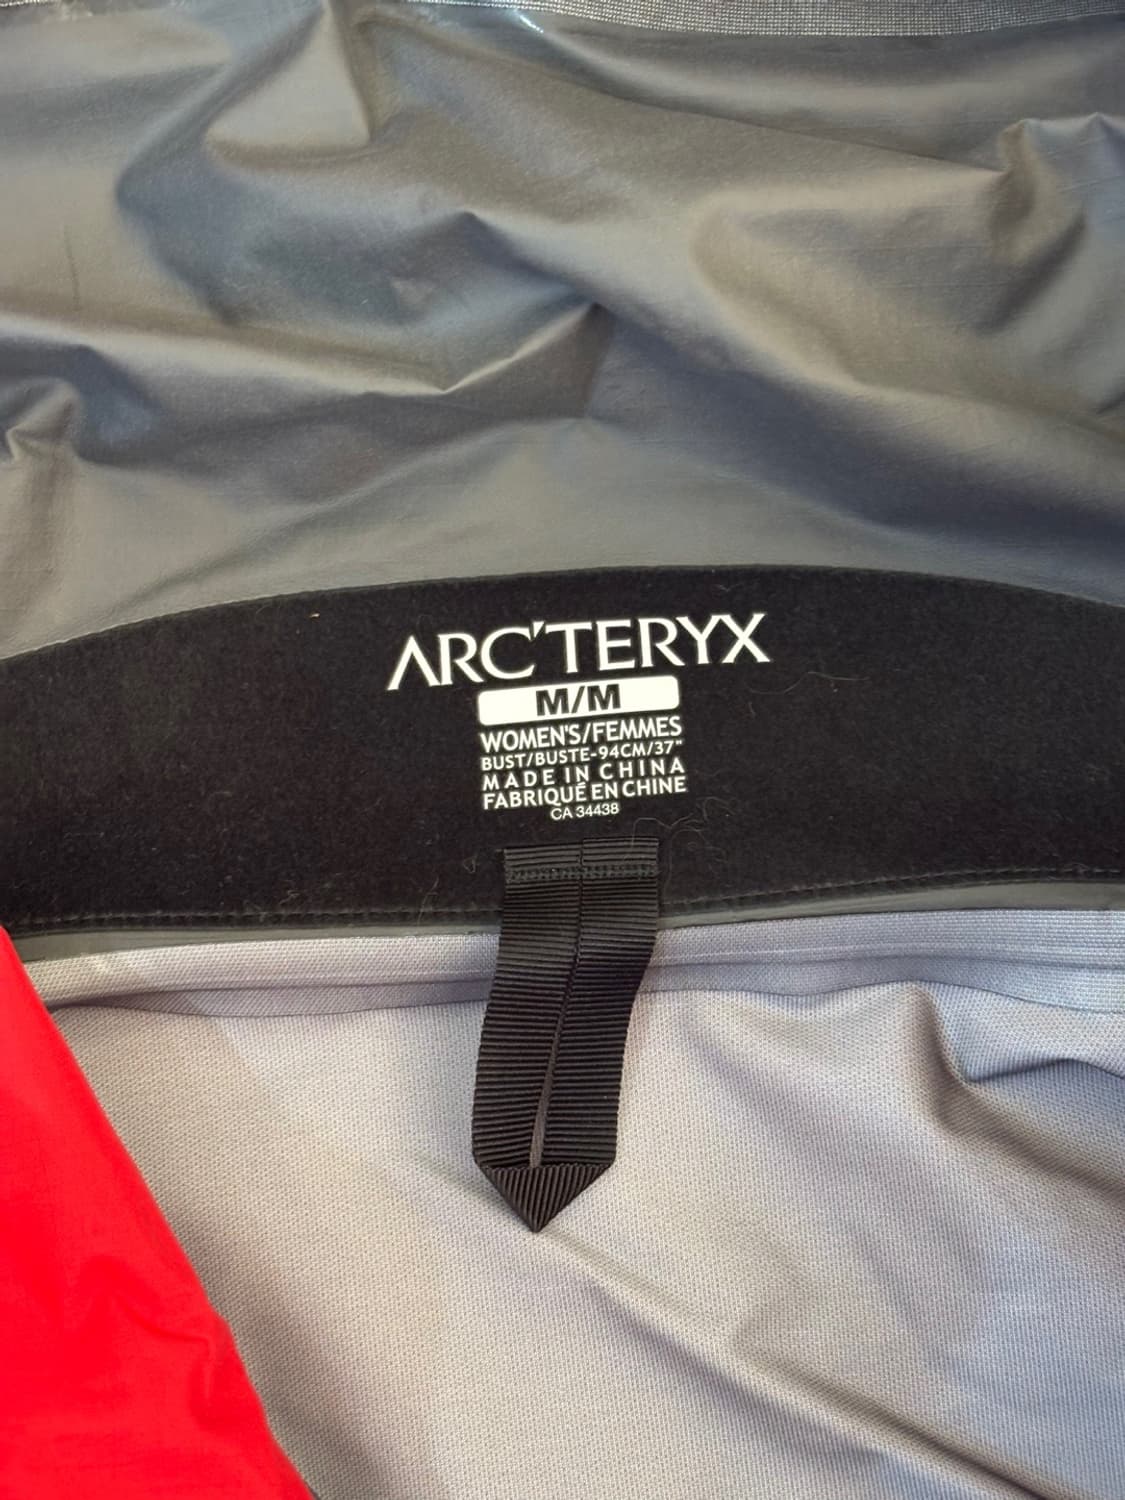 ARC'TERYX
M/M
WOMEN'S/FEMMES
BUST/BUSTE-94CM/37"
MADE IN CHINA
FABRIQUÉ EN CHINE
CA 34438